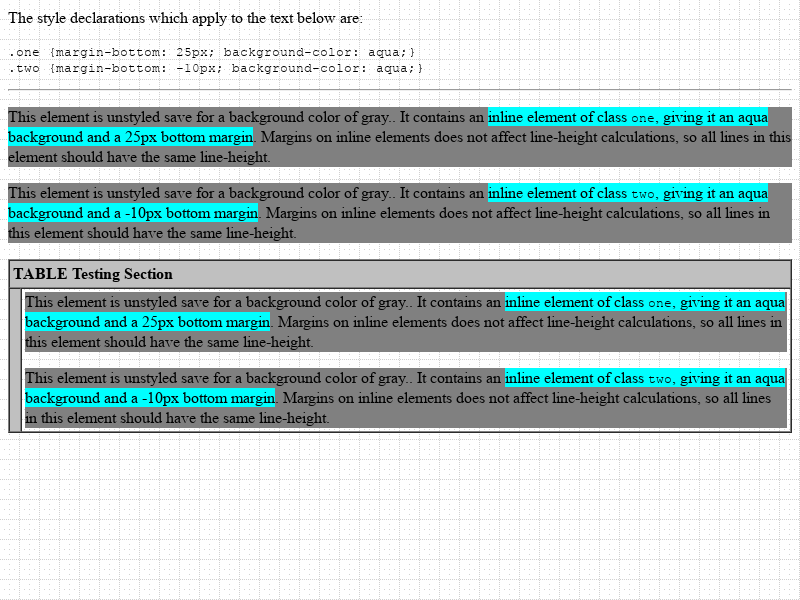 The style declarations which apply to the text below are:
.one {margin-bottom: 25px; background-color: aqua;}
.two {margin-bottom: -10px; background-color: aqua;}
This element is unstyled save for a background color of gray.. It contains an inline element of class one, giving it an aqua
background and a 25px bottom margin. Margins on inline elements does not affect line-height calculations, so all lines in this
element should have the same line-height.
This element is unstyled save for a background color of gray.. It contains an inline element of class two, giving it an aqua
background and a -10px bottom margin. Margins on inline elements does not affect line-height calculations, so all lines in
this element should have the same line-height.
TABLE Testing Section
This element is unstyled save for a background color of gray.. It contains an inline element of class one, giving it an aqua
background and a 25px bottom margin. Margins on inline elements does not affect line-height calculations, so all lines in
this element should have the same line-height.
This element is unstyled save for a background color of gray.. It contains an inline element of class two, giving it an aqua
background and a -10px bottom margin. Margins on inline elements does not affect line-height calculations, so all lines
in this element should have the same line-height.